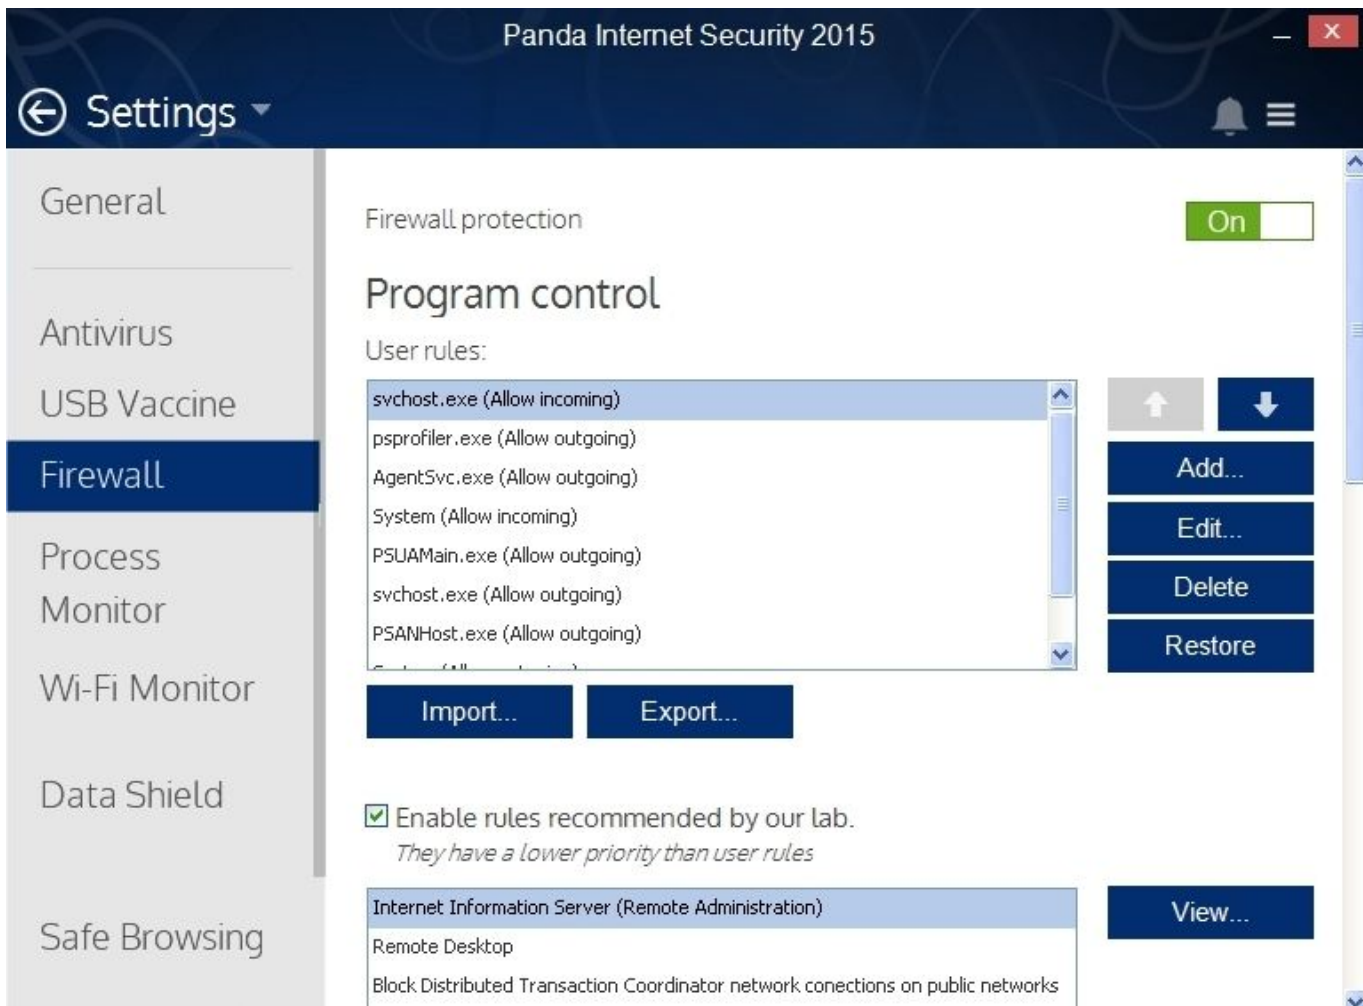 Panda Internet Security 2015
Settings
General
Antivirus
USB Vaccine
Firewall
Process
Monitor
Wi-Fi Monitor
Data Shield
Safe Browsing
Firewall protection
On
Program control
User rules:
svchost.exe (Allow incoming)
psprofiler.exe (Allow outgoing)
AgentSvc.exe (Allow outgoing)
System (Allow incoming)
PSUAMain.exe (Allow outgoing)
svchost.exe (Allow outgoing)
PSANHost.exe (Allow outgoing)
Add...
Edit...
Delete
Restore
Import...
Export...
Enable rules recommended by our lab.
They have a lower priority than user rules
Internet Information Server (Remote Administration)
Remote Desktop
Block Distributed Transaction Coordinator network conections on public networks
View...